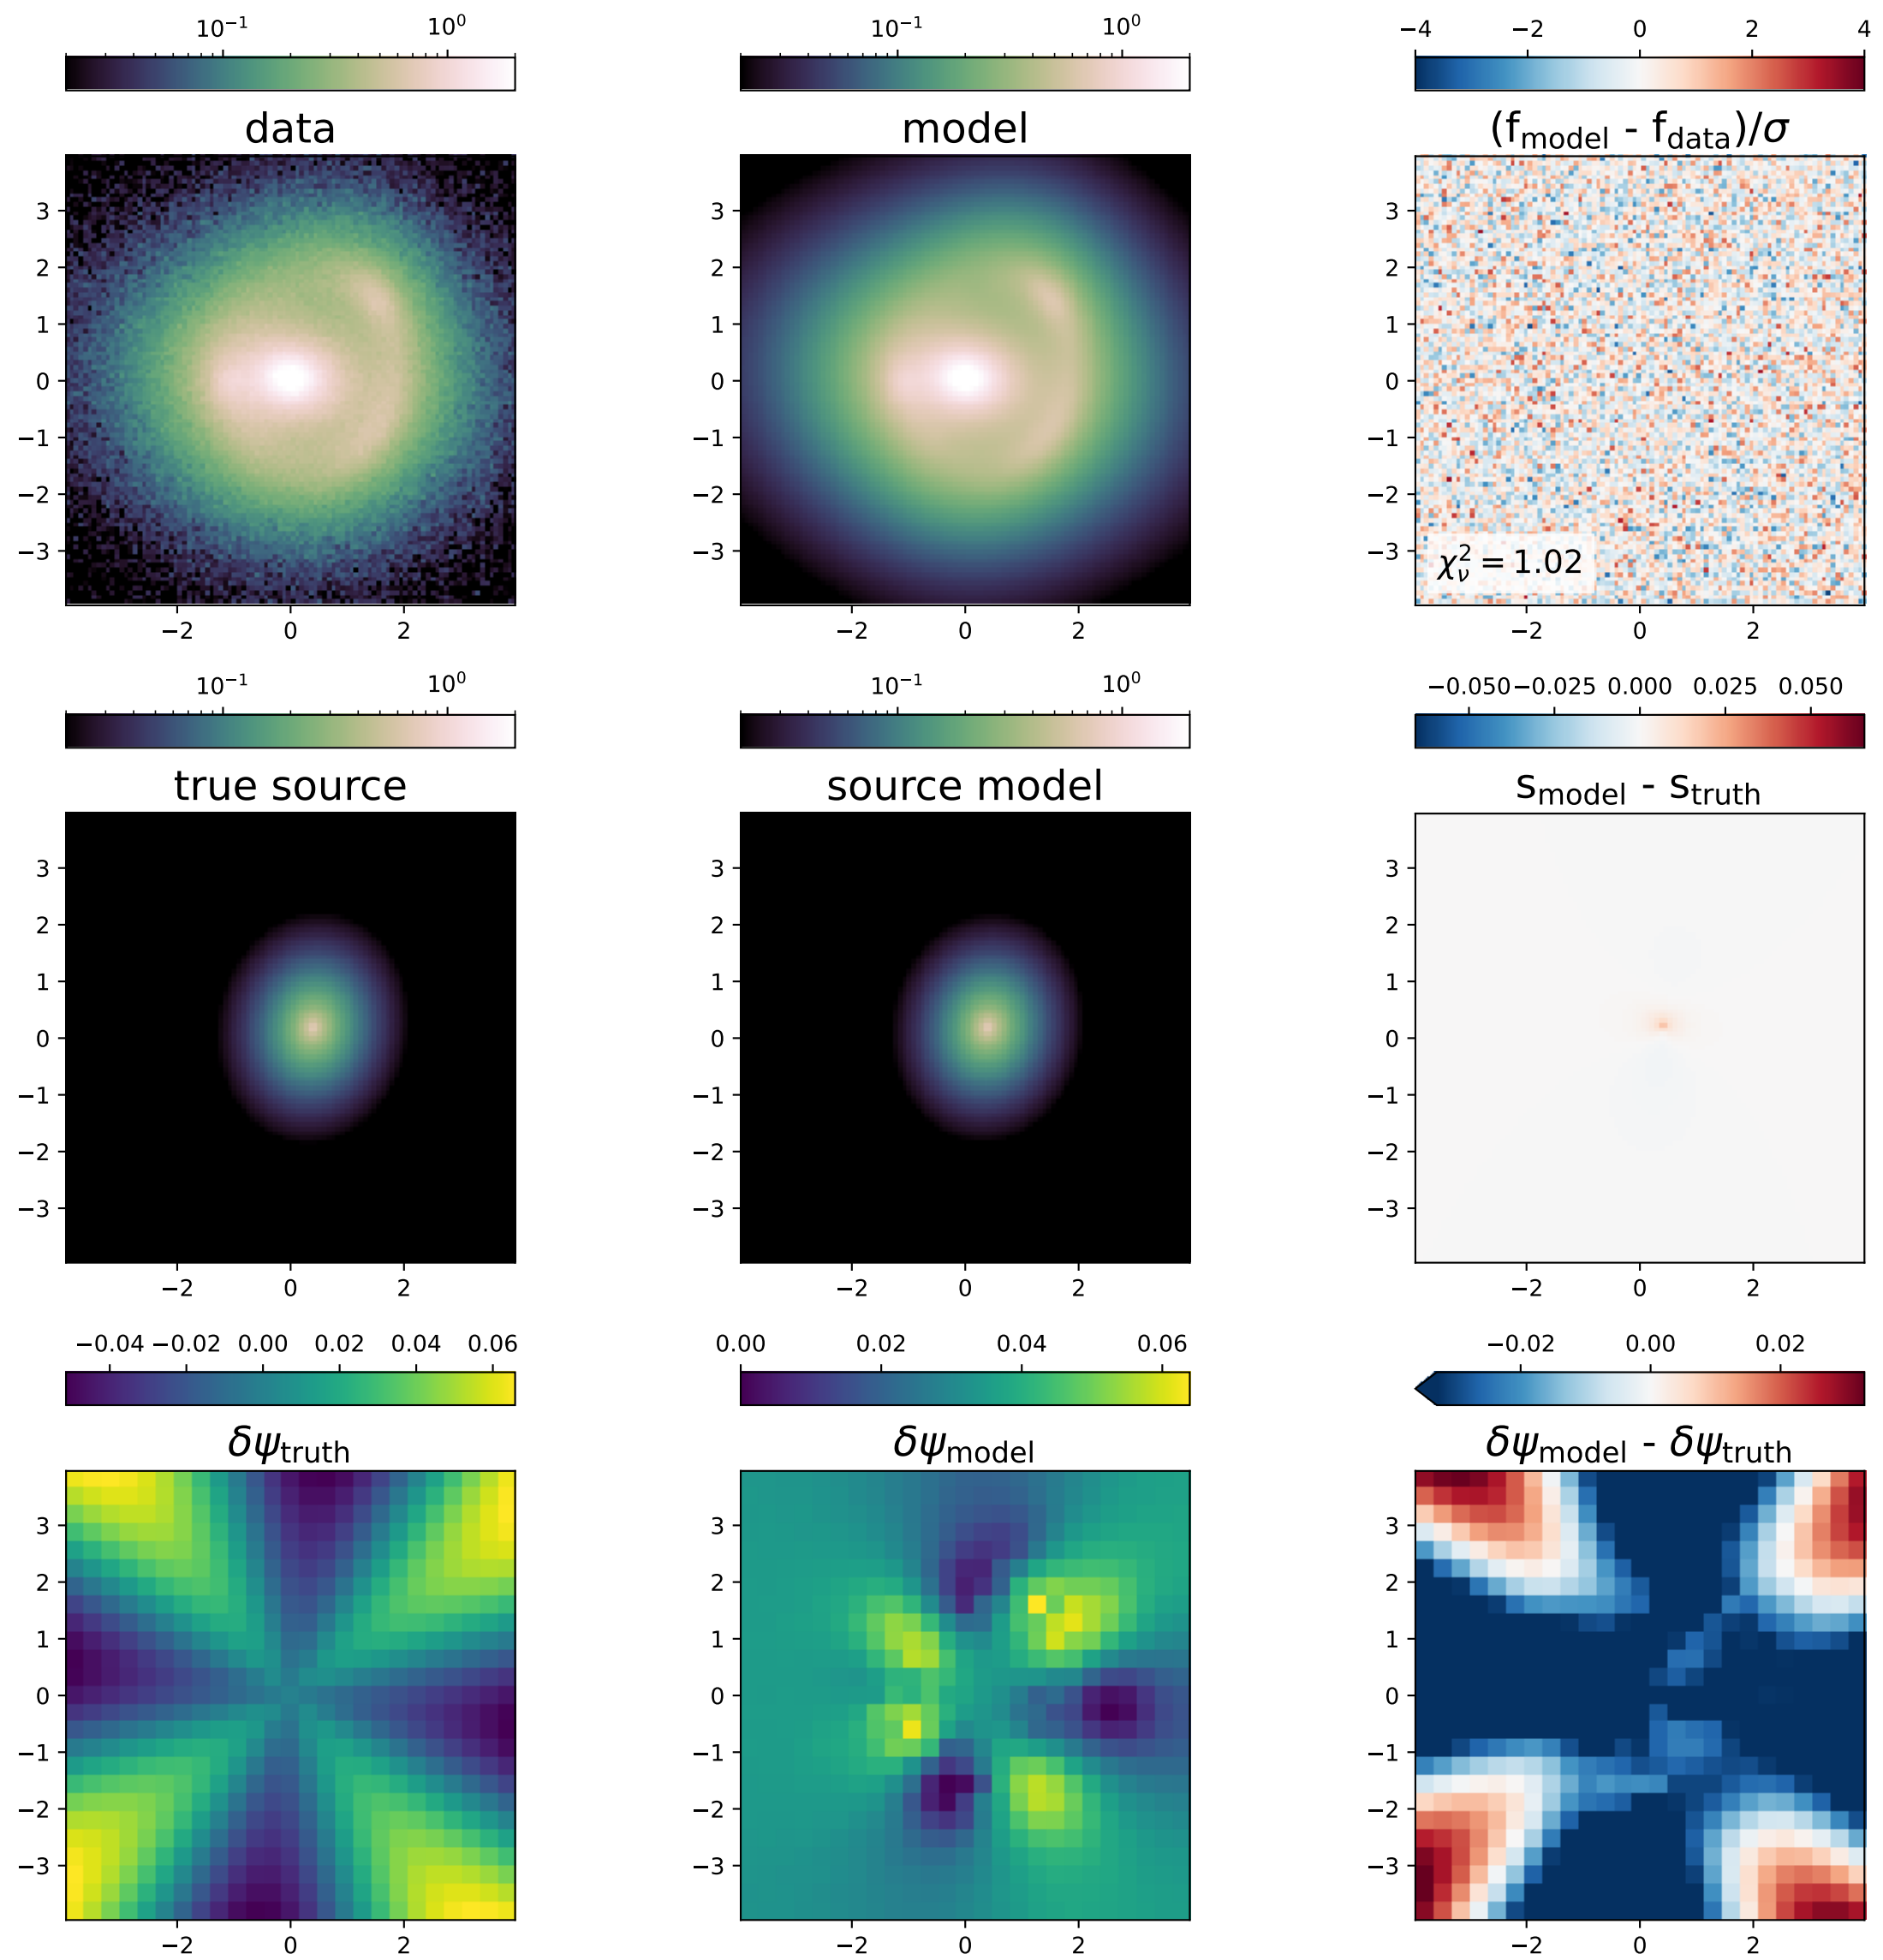 10⁻¹ 10⁰ 10⁻¹ 10⁰ −4 −2 0 2 4
data model (f_model - f_data)/σ
3 3 3
2 2 2
1 1 1
0 0 0
−1 −1 −1
−2 −2 −2
−3 −3 −3
χ²_ν = 1.02
−2 0 2 −2 0 2 −2 0 2
10⁻¹ 10⁰ 10⁻¹ 10⁰ −0.050 −0.025 0.000 0.025 0.050
true source source model s_model - s_truth
3 3 3
2 2 2
1 1 1
0 0 0
−1 −1 −1
−2 −2 −2
−3 −3 −3
−2 0 2 −2 0 2 −2 0 2
−0.04 −0.02 0.00 0.02 0.04 0.06 0.00 0.02 0.04 0.06 −0.02 0.00 0.02
δψ_truth δψ_model δψ_model - δψ_truth
3 3 3
2 2 2
1 1 1
0 0 0
−1 −1 −1
−2 −2 −2
−3 −3 −3
−2 0 2 −2 0 2 −2 0 2